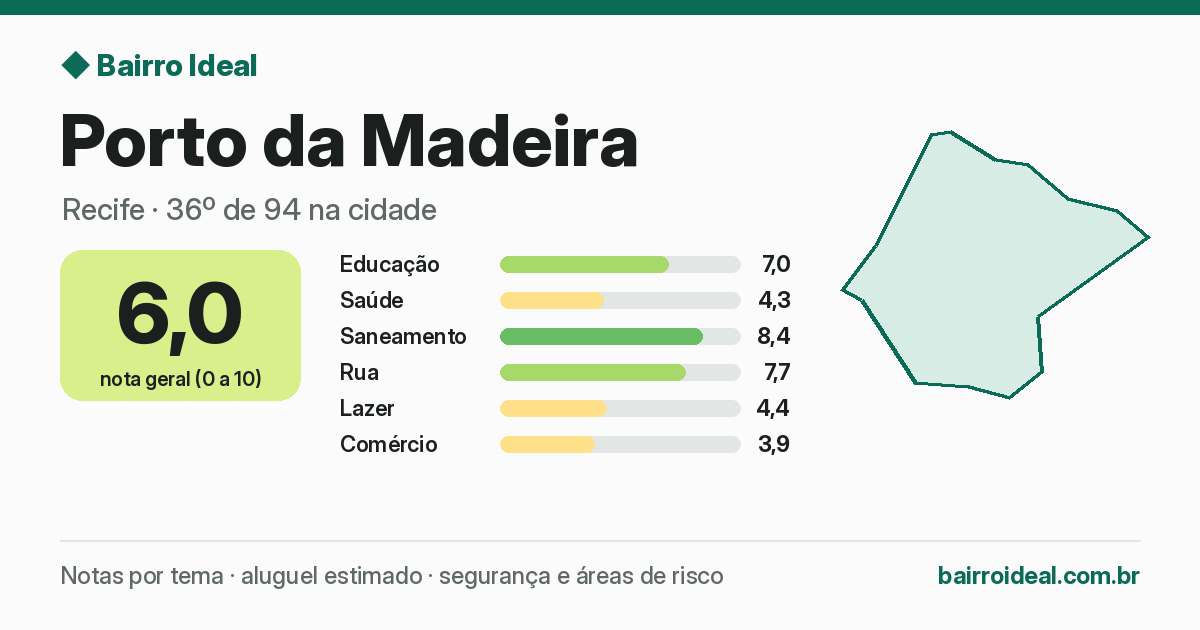 Bairro Ideal
Porto da Madeira
Recife · 36º de 94 na cidade
6,0
nota geral (0 a 10)
Educação 7,0
Saúde 4,3
Saneamento 8,4
Rua 7,7
Lazer 4,4
Comércio 3,9
Notas por tema · aluguel estimado · segurança e áreas de risco
bairroideal.com.br